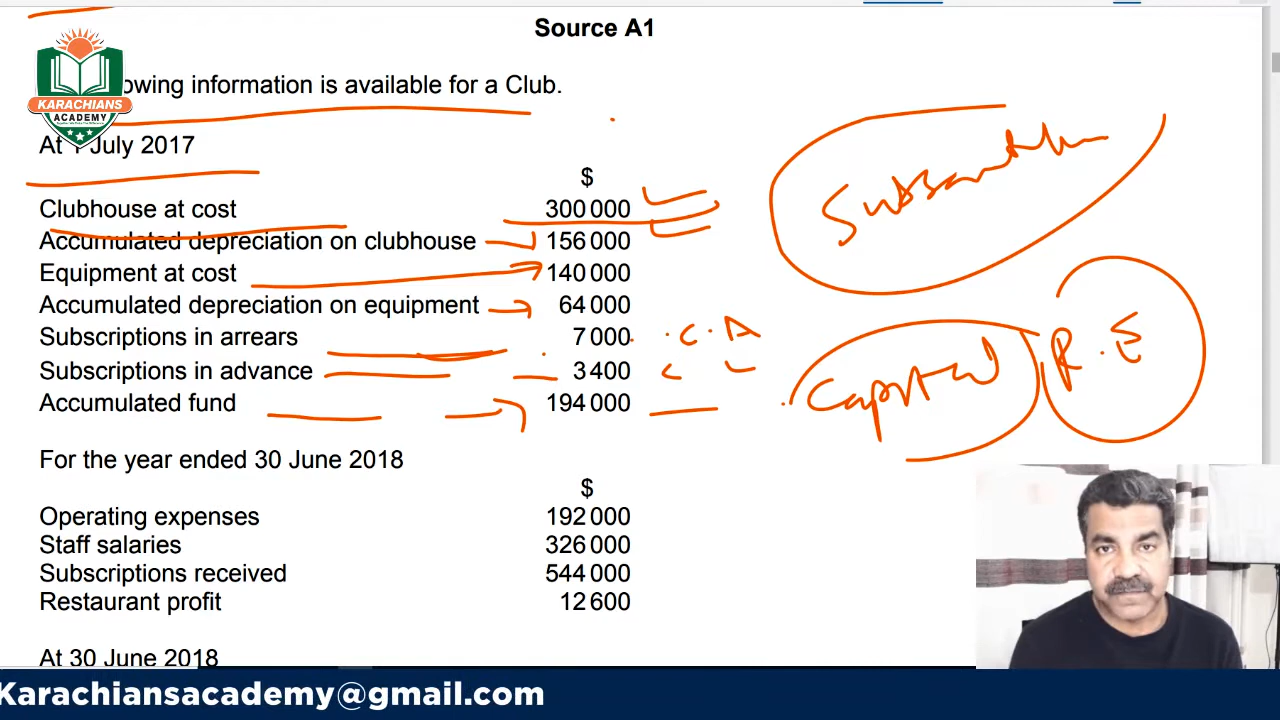 Source A1
KARACHIANS
ACADEMY
owing information is available for a Club.
At 1 July 2017
$
Clubhouse at cost 300 000
Accumulated depreciation on clubhouse 156 000
Equipment at cost 140 000
Accumulated depreciation on equipment 64 000
Subscriptions in arrears 7 000 . C . A
Subscriptions in advance 3 400 C L
Accumulated fund 194 000
Capital R.E
For the year ended 30 June 2018
$
Operating expenses 192 000
Staff salaries 326 000
Subscriptions received 544 000
Restaurant profit 12 600
At 30 June 2018
Karachiansacademy@gmail.com